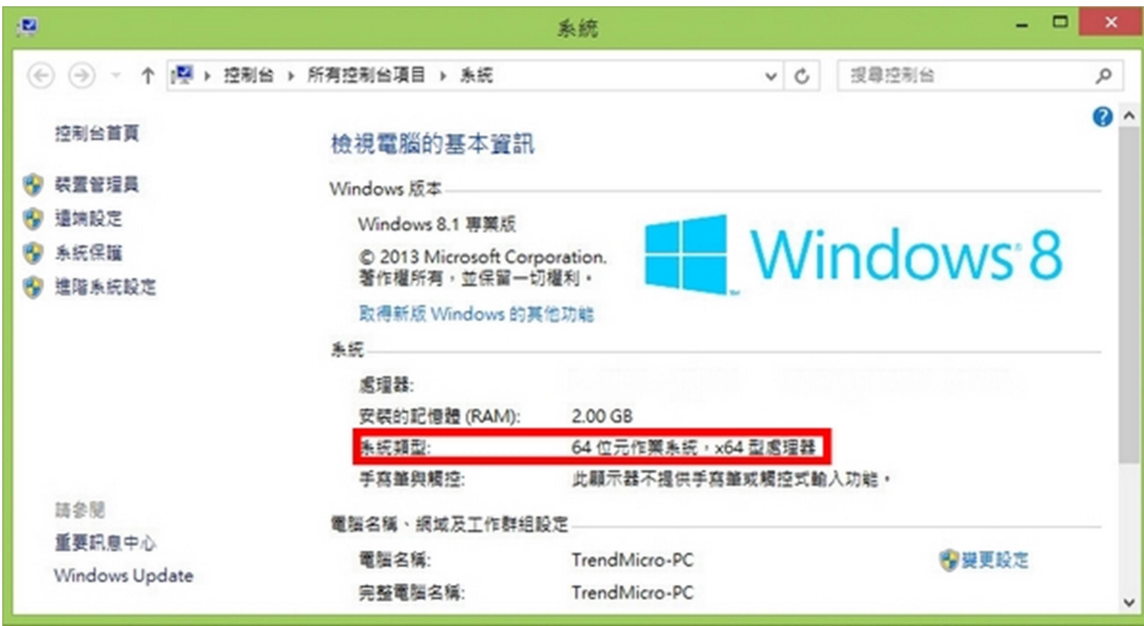 系統
控制台 所有控制台項目 系統
搜尋控制台
控制台首頁
裝置管理員
遠端設定
系統保護
進階系統設定
請參閱
重要訊息中心
Windows Update
檢視電腦的基本資訊
Windows 版本
Windows 8.1 專業版
© 2013 Microsoft Corporation.
著作權所有，並保留一切權利。
取得新版 Windows 的其他功能
Windows 8
系統
處理器:
安裝的記憶體 (RAM): 2.00 GB
系統類型: 64 位元作業系統，x64 型處理器
手寫筆與觸控: 此顯示器不提供手寫筆或觸控式輸入功能。
電腦名稱、網域及工作群組設定
電腦名稱: TrendMicro-PC
變更設定
完整電腦名稱: TrendMicro-PC